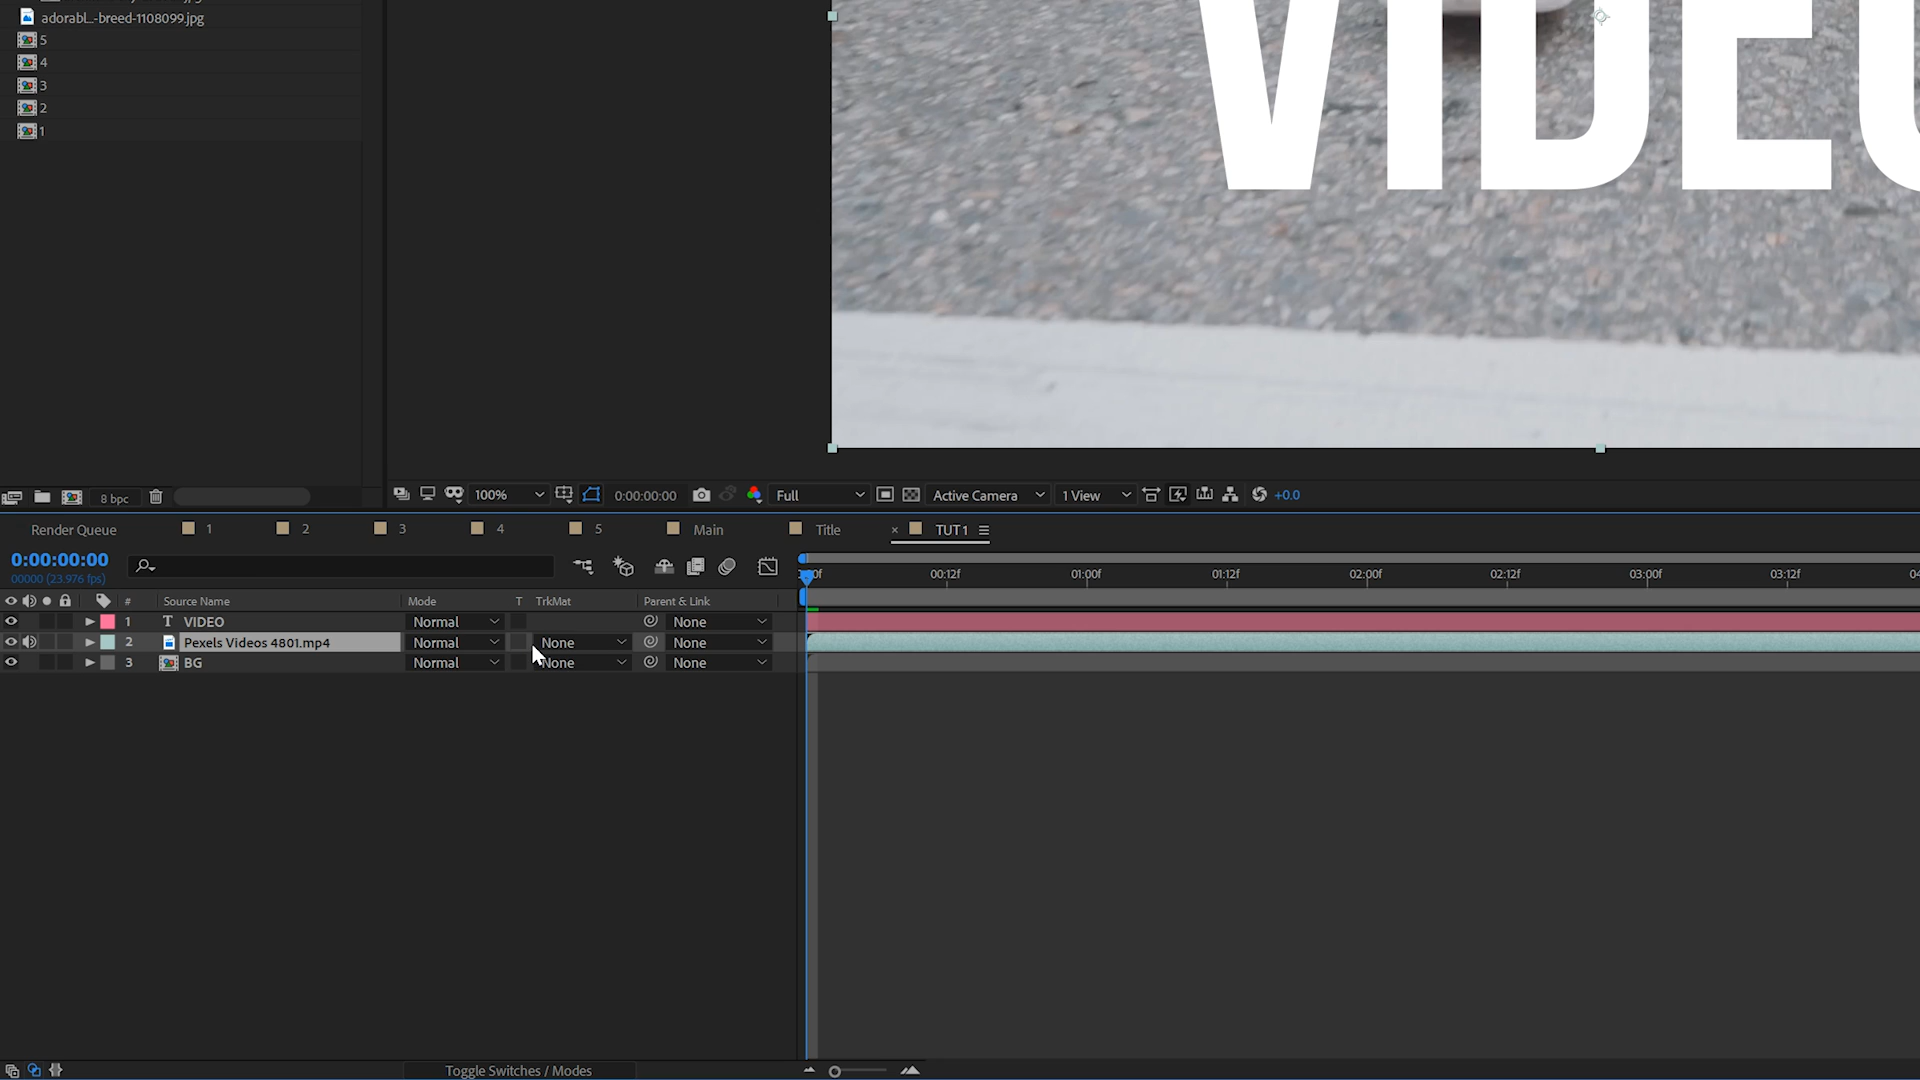 adorabl...-breed-1108099.jpg
5
4
3
2
1
VIDEO
8 bpc
100%
0:00:00:00
Full
Active Camera
1 View
+0.0
Render Queue
1
2
3
4
5
Main
Title
× TUT1
0:00:00:00
00000 (23.976 fps)
00:12f
01:00f
01:12f
02:00f
02:12f
03:00f
03:12f
# Source Name Mode T TrkMat Parent & Link
1 T VIDEO Normal None
2 Pexels Videos 4801.mp4 Normal None None
3 BG Normal None None
Toggle Switches / Modes